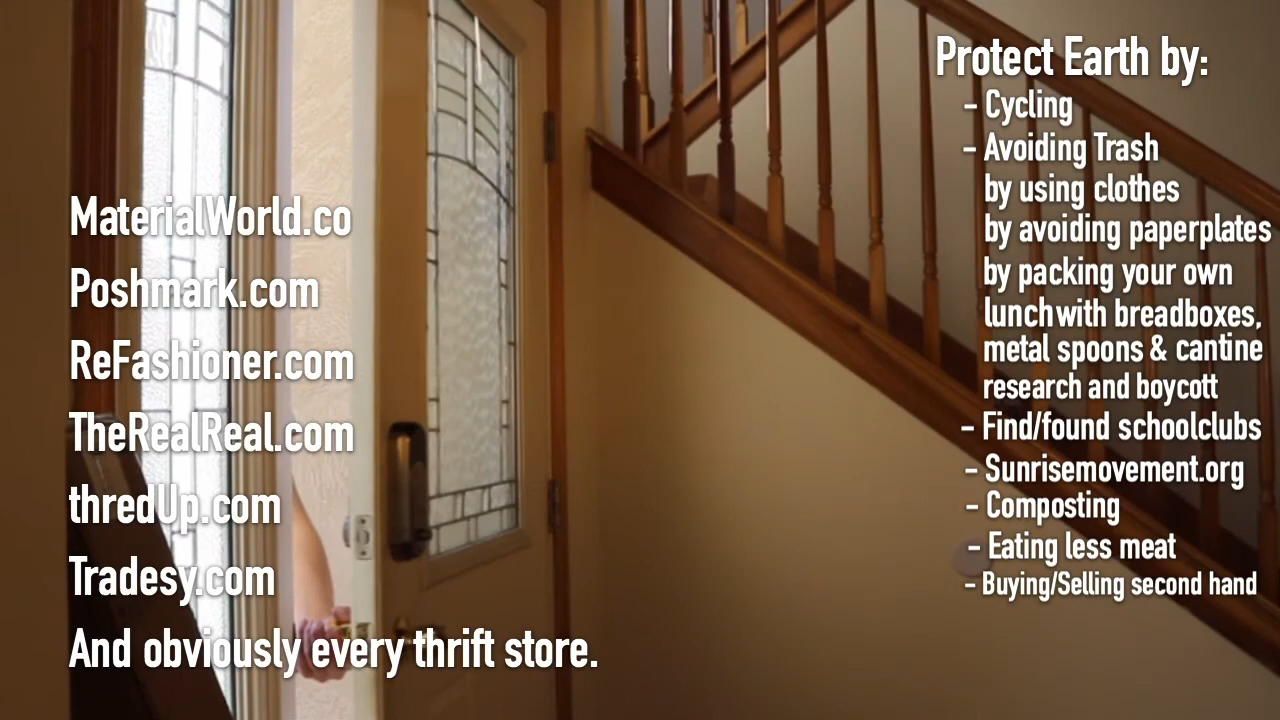 MaterialWorld.co
Poshmark.com
ReFashioner.com
TheRealReal.com
thredUp.com
Tradesy.com
And obviously every thrift store.
Protect Earth by:
- Cycling
- Avoiding Trash
by using clothes
by avoiding paperplates
by packing your own
lunchwith breadboxes,
metal spoons & cantine
research and boycott
- Find/found schoolclubs
- Sunrisemovement.org
- Composting
- Eating less meat
- Buying/Selling second hand